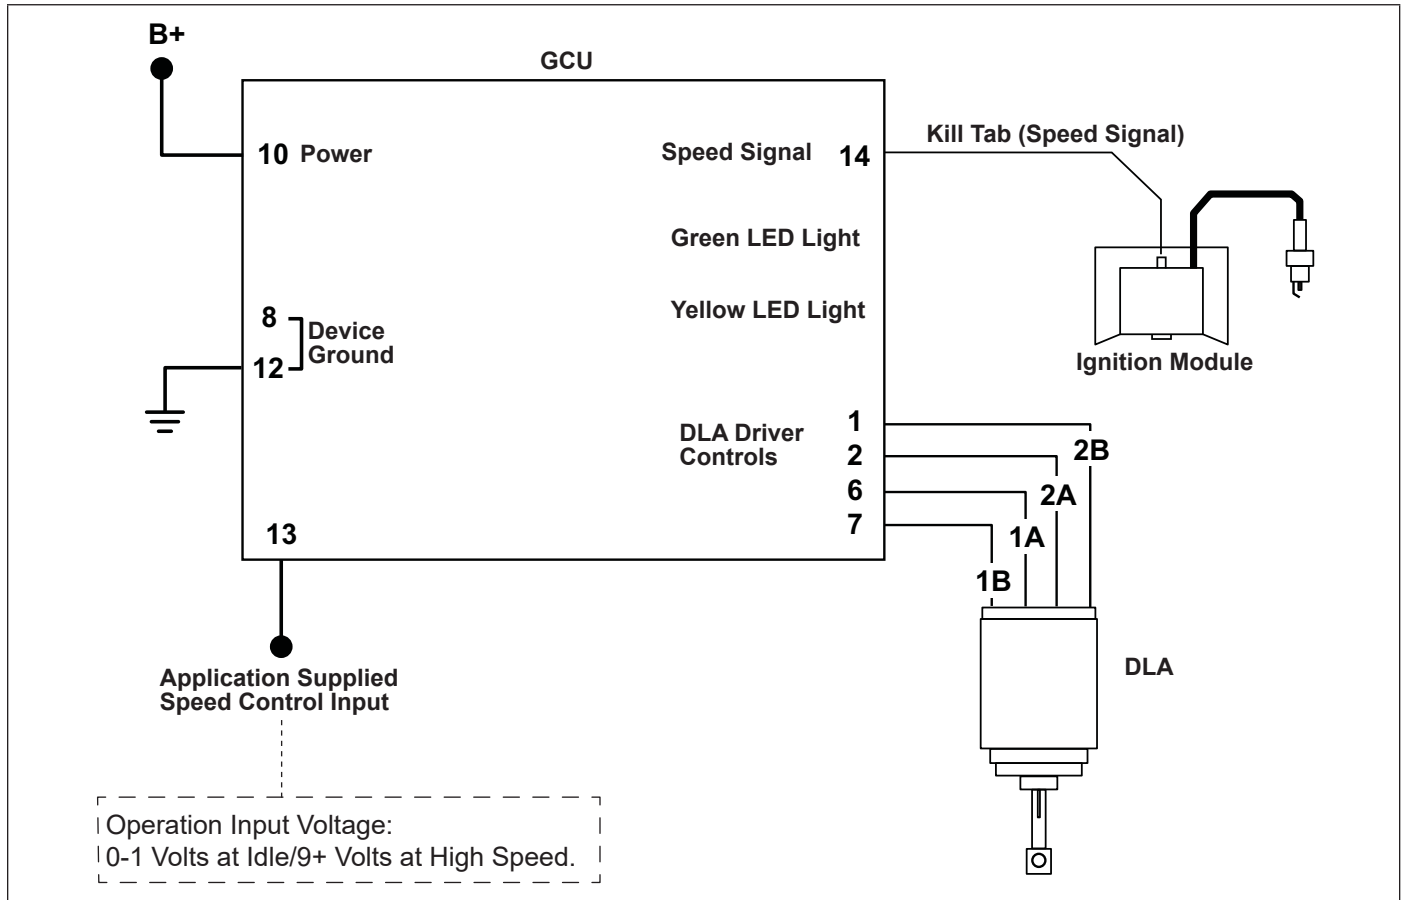 B+
GCU
10 Power
Speed Signal 14
Kill Tab (Speed Signal)
Green LED Light
Yellow LED Light
Ignition Module
8
Device
Ground
12
DLA Driver
Controls
1
2
6
7
2B
2A
1A
1B
13
Application Supplied
Speed Control Input
DLA
Operation Input Voltage:
0-1 Volts at Idle/9+ Volts at High Speed.